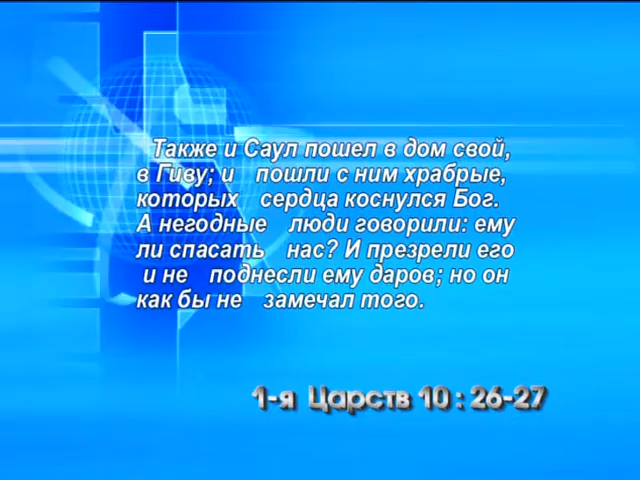 Также и Саул пошел в дом свой,
в Гиву; и пошли с ним храбрые,
которых сердца коснулся Бог.
А негодные люди говорили: ему
ли спасать нас? И презрели его
и не поднесли ему даров; но он
как бы не замечал того.
1-я Царств 10 : 26-27